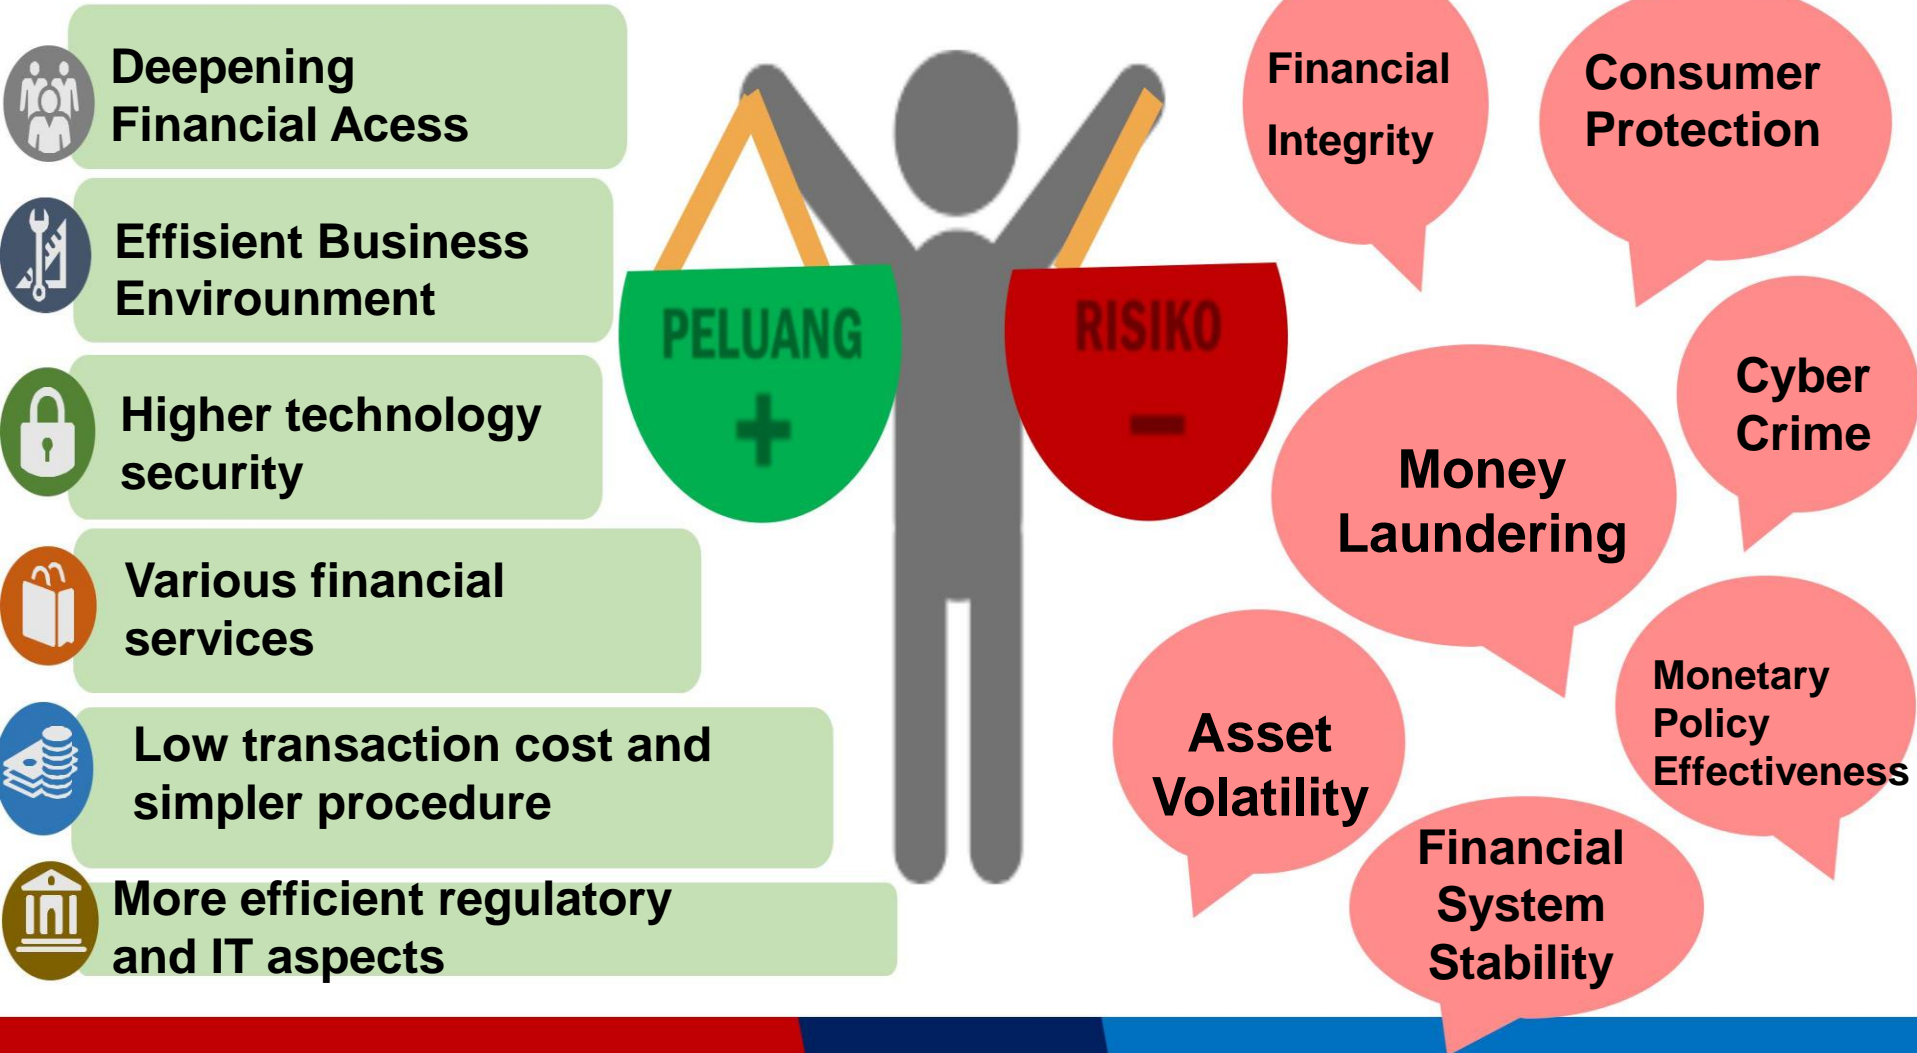 Deepening
Financial Acess
Effisient Business
Envirounment
Higher technology
security
Various financial
services
Low transaction cost and
simpler procedure
More efficient regulatory
and IT aspects
PELUANG
+
RISIKO
-
Financial
Integrity
Consumer
Protection
Cyber
Crime
Money
Laundering
Monetary
Policy
Effectiveness
Asset
Volatility
Financial
System
Stability